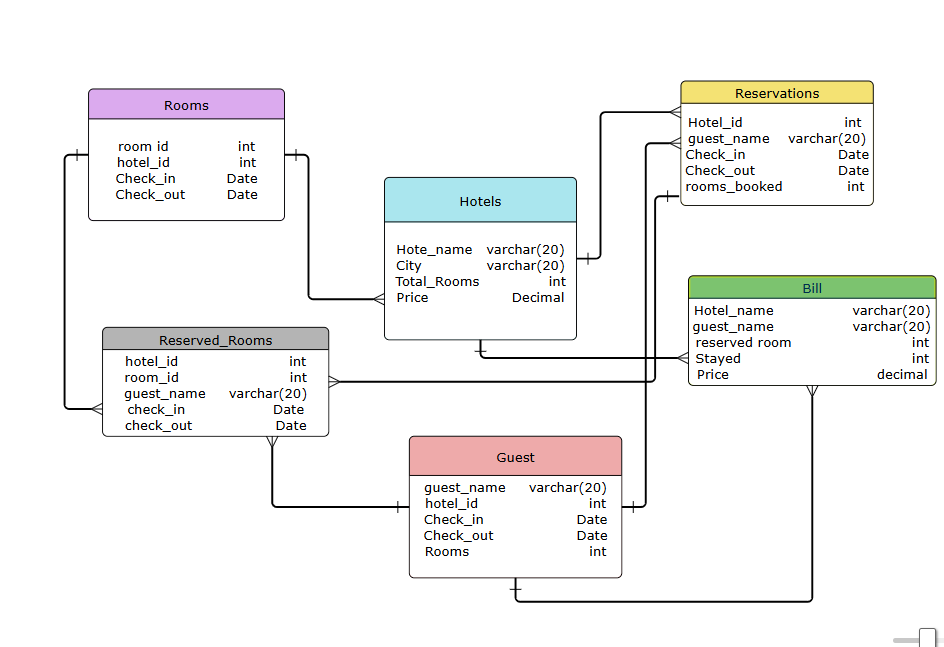 Rooms
room id int
hotel_id int
Check_in Date
Check_out Date
Reservations
Hotel_id int
guest_name varchar(20)
Check_in Date
Check_out Date
rooms_booked int
Hotels
Hote_name varchar(20)
City varchar(20)
Total_Rooms int
Price Decimal
Bill
Hotel_name varchar(20)
guest_name varchar(20)
reserved room int
Stayed int
Price decimal
Reserved_Rooms
hotel_id int
room_id int
guest_name varchar(20)
check_in Date
check_out Date
Guest
guest_name varchar(20)
hotel_id int
Check_in Date
Check_out Date
Rooms int